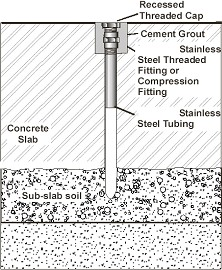 Recessed
Threaded Cap
Cement Grout
Stainless
Steel Threaded
Fitting or
Compression
Fitting
Stainless
Steel Tubing
Concrete
Slab
Sub-slab soil